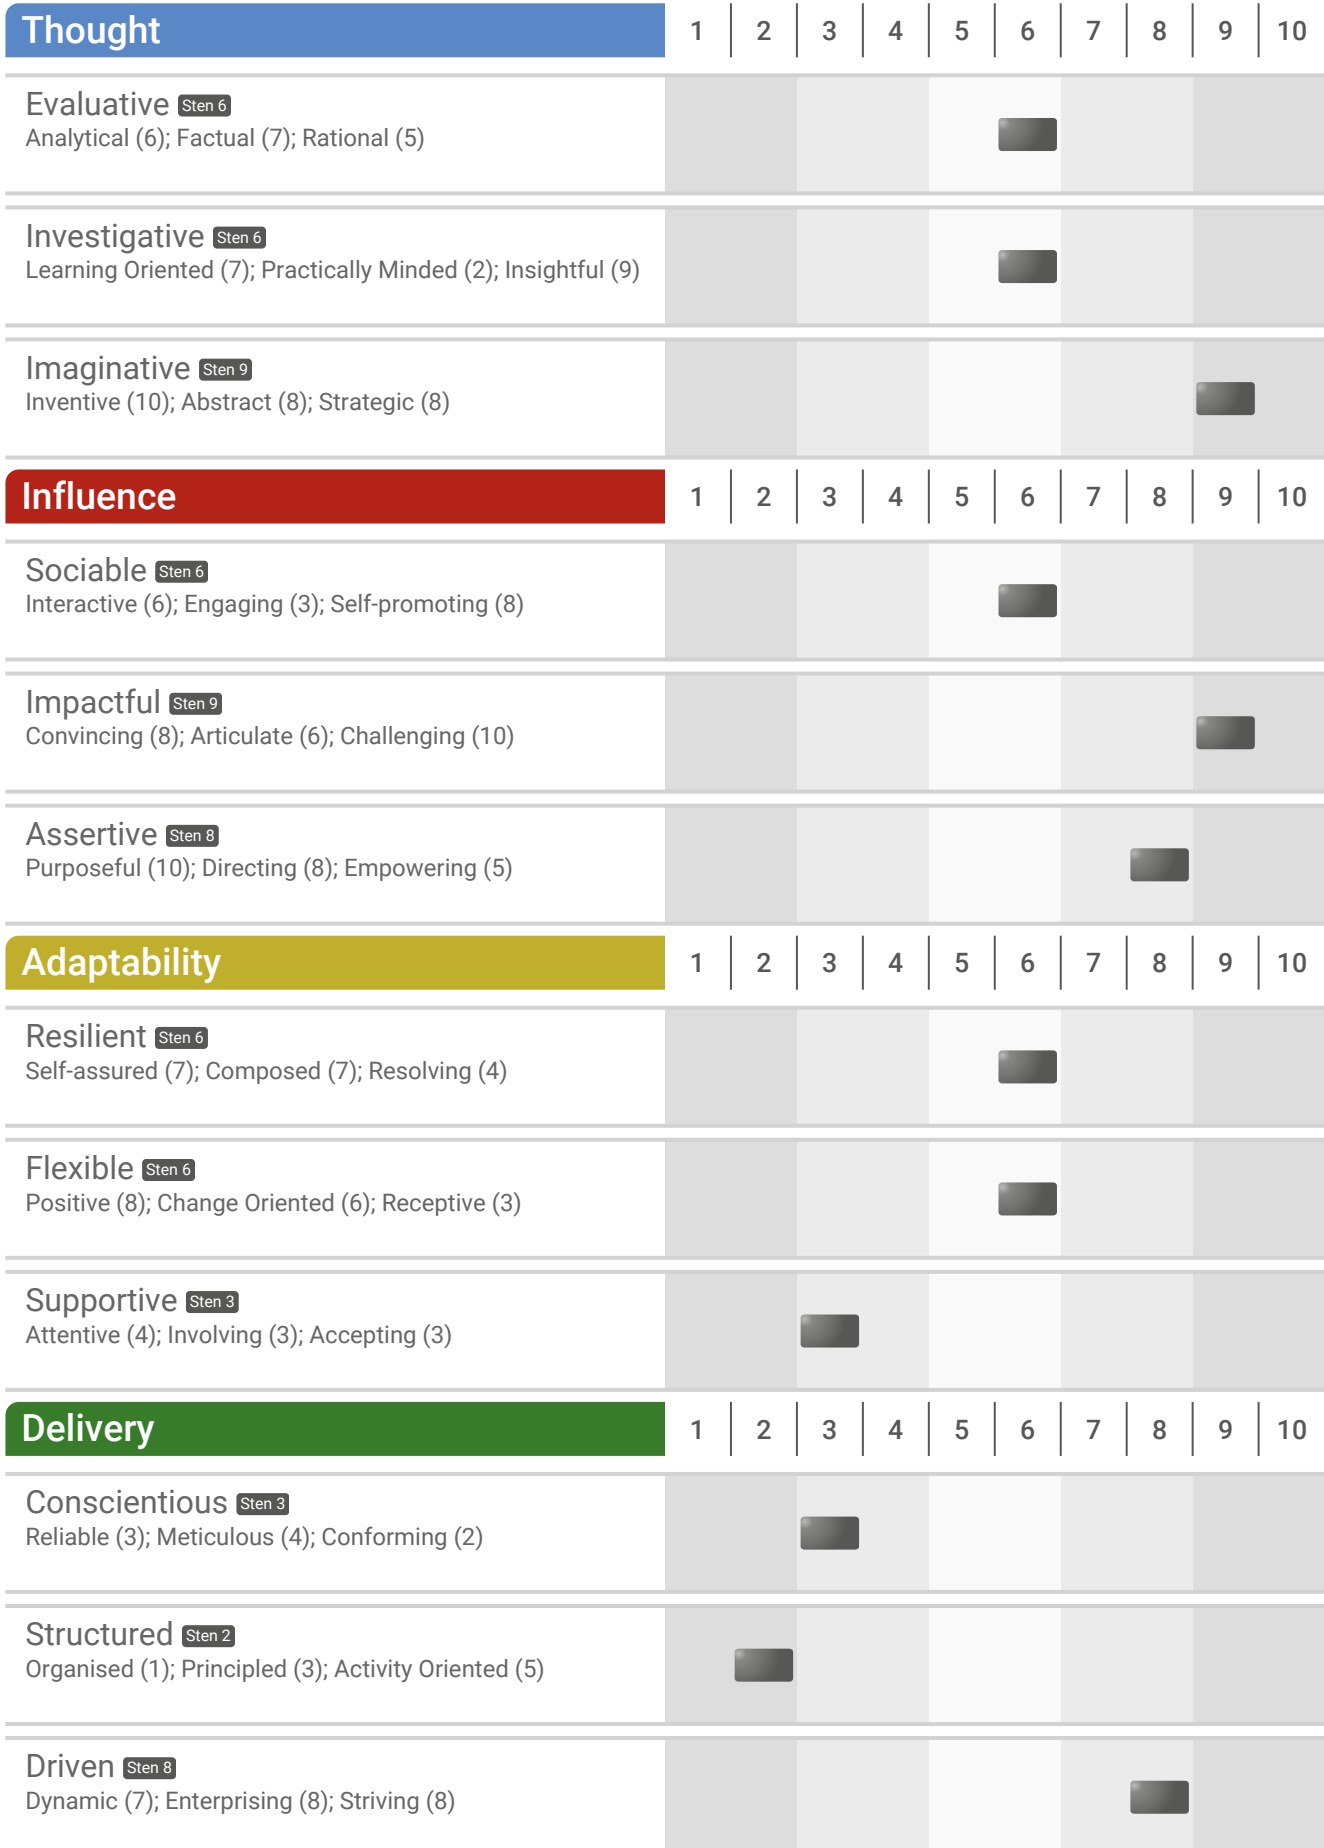 Thought 1 2 3 4 5 6 7 8 9 10
Evaluative Sten 6
Analytical (6); Factual (7); Rational (5)
Investigative Sten 6
Learning Oriented (7); Practically Minded (2); Insightful (9)
Imaginative Sten 9
Inventive (10); Abstract (8); Strategic (8)
Influence 1 2 3 4 5 6 7 8 9 10
Sociable Sten 6
Interactive (6); Engaging (3); Self-promoting (8)
Impactful Sten 9
Convincing (8); Articulate (6); Challenging (10)
Assertive Sten 8
Purposeful (10); Directing (8); Empowering (5)
Adaptability 1 2 3 4 5 6 7 8 9 10
Resilient Sten 6
Self-assured (7); Composed (7); Resolving (4)
Flexible Sten 6
Positive (8); Change Oriented (6); Receptive (3)
Supportive Sten 3
Attentive (4); Involving (3); Accepting (3)
Delivery 1 2 3 4 5 6 7 8 9 10
Conscientious Sten 3
Reliable (3); Meticulous (4); Conforming (2)
Structured Sten 2
Organised (1); Principled (3); Activity Oriented (5)
Driven Sten 8
Dynamic (7); Enterprising (8); Striving (8)